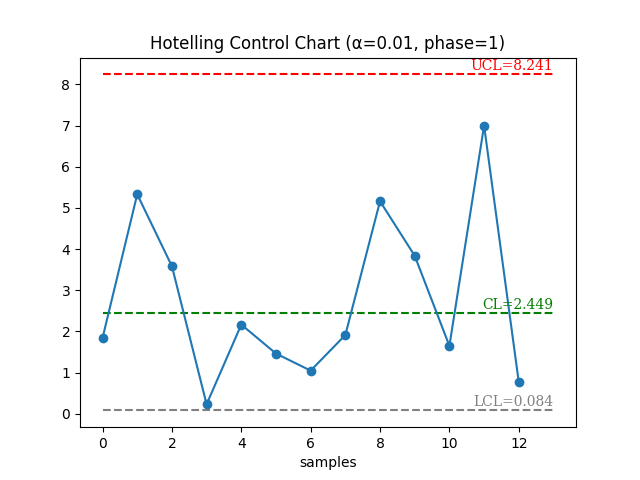 Hotelling Control Chart (α=0.01, phase=1)
UCL=8.241
8
7
6
5
4
3
CL=2.449
2
1
LCL=0.084
0
0 2 4 6 8 10 12
samples